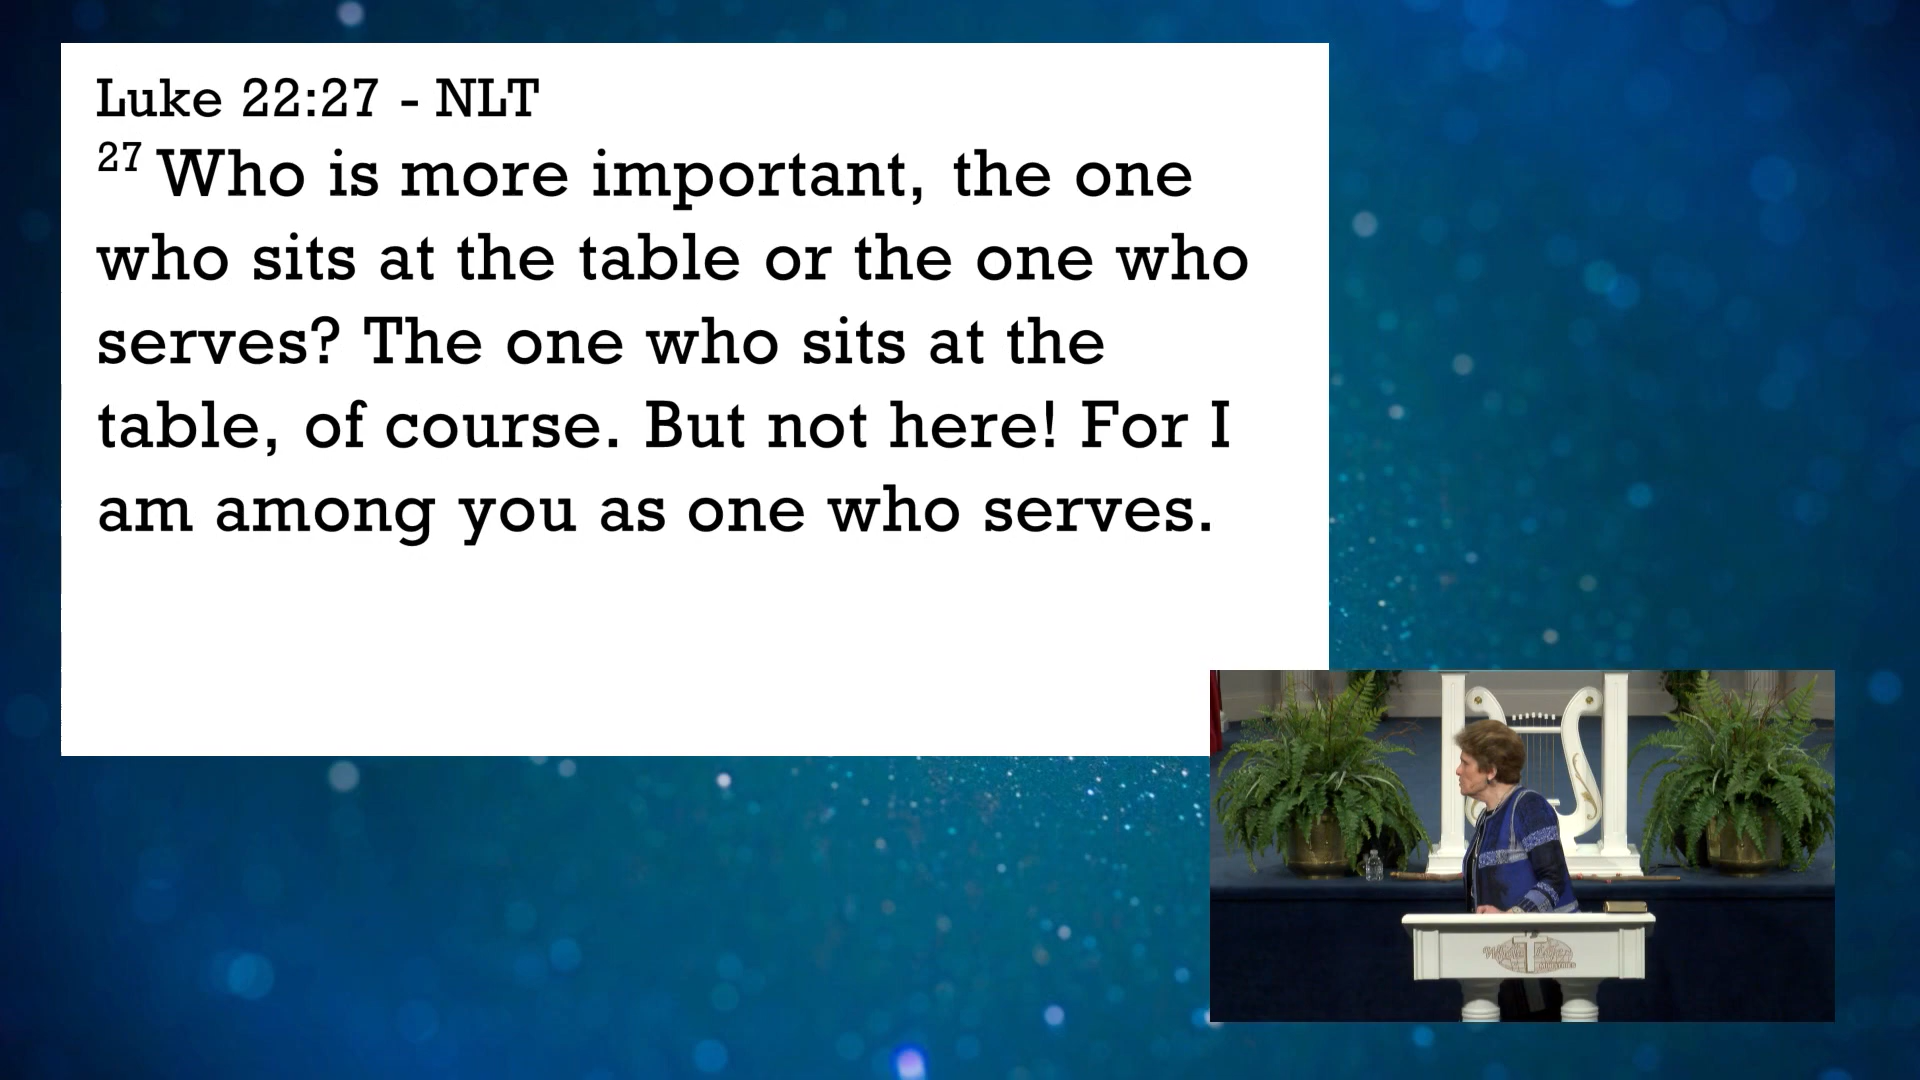 Luke 22:27 - NLT
27 Who is more important, the one
who sits at the table or the one who
serves? The one who sits at the
table, of course. But not here! For I
am among you as one who serves.
MINISTRIES